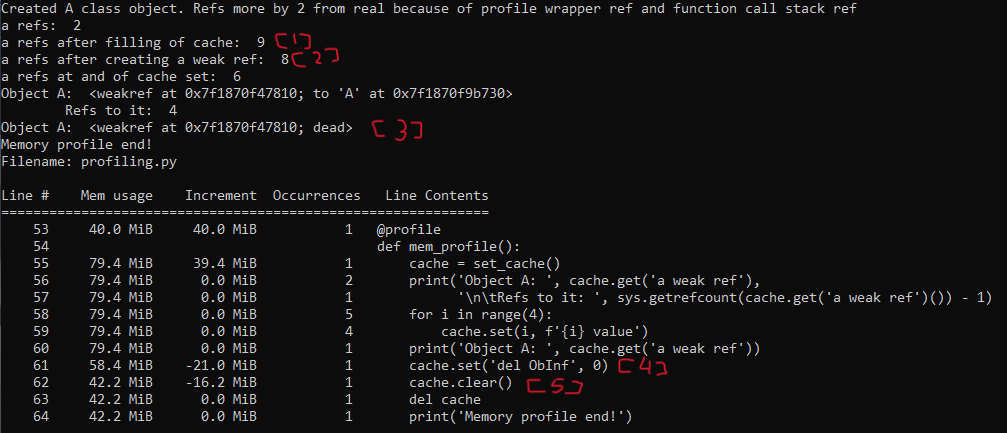 Created A class object. Refs more by 2 from real because of profile wrapper ref and function call stack ref
a refs:  2
a refs after filling of cache:  9 [1]
a refs after creating a weak ref:  8 [2]
a refs at and of cache set:  6
Object A:  <weakref at 0x7f1870f47810; to 'A' at 0x7f1870f9b730>
        Refs to it:  4
Object A:  <weakref at 0x7f1870f47810; dead> [3]
Memory profile end!
Filename: profiling.py
Line #    Mem usage    Increment  Occurrences   Line Contents
=============================================================
    53     40.0 MiB     40.0 MiB           1   @profile
    54                                         def mem_profile():
    55     79.4 MiB     39.4 MiB           1       cache = set_cache()
    56     79.4 MiB      0.0 MiB           2       print('Object A: ', cache.get('a weak ref'),
    57     79.4 MiB      0.0 MiB           1             '\n\tRefs to it: ', sys.getrefcount(cache.get('a weak ref')()) - 1)
    58     79.4 MiB      0.0 MiB           5       for i in range(4):
    59     79.4 MiB      0.0 MiB           4           cache.set(i, f'{i} value')
    60     79.4 MiB      0.0 MiB           1       print('Object A: ', cache.get('a weak ref'))
    61     58.4 MiB    -21.0 MiB           1       cache.set('del ObInf', 0) [4]
    62     42.2 MiB    -16.2 MiB           1       cache.clear() [5]
    63     42.2 MiB      0.0 MiB           1       del cache
    64     42.2 MiB      0.0 MiB           1       print('Memory profile end!')